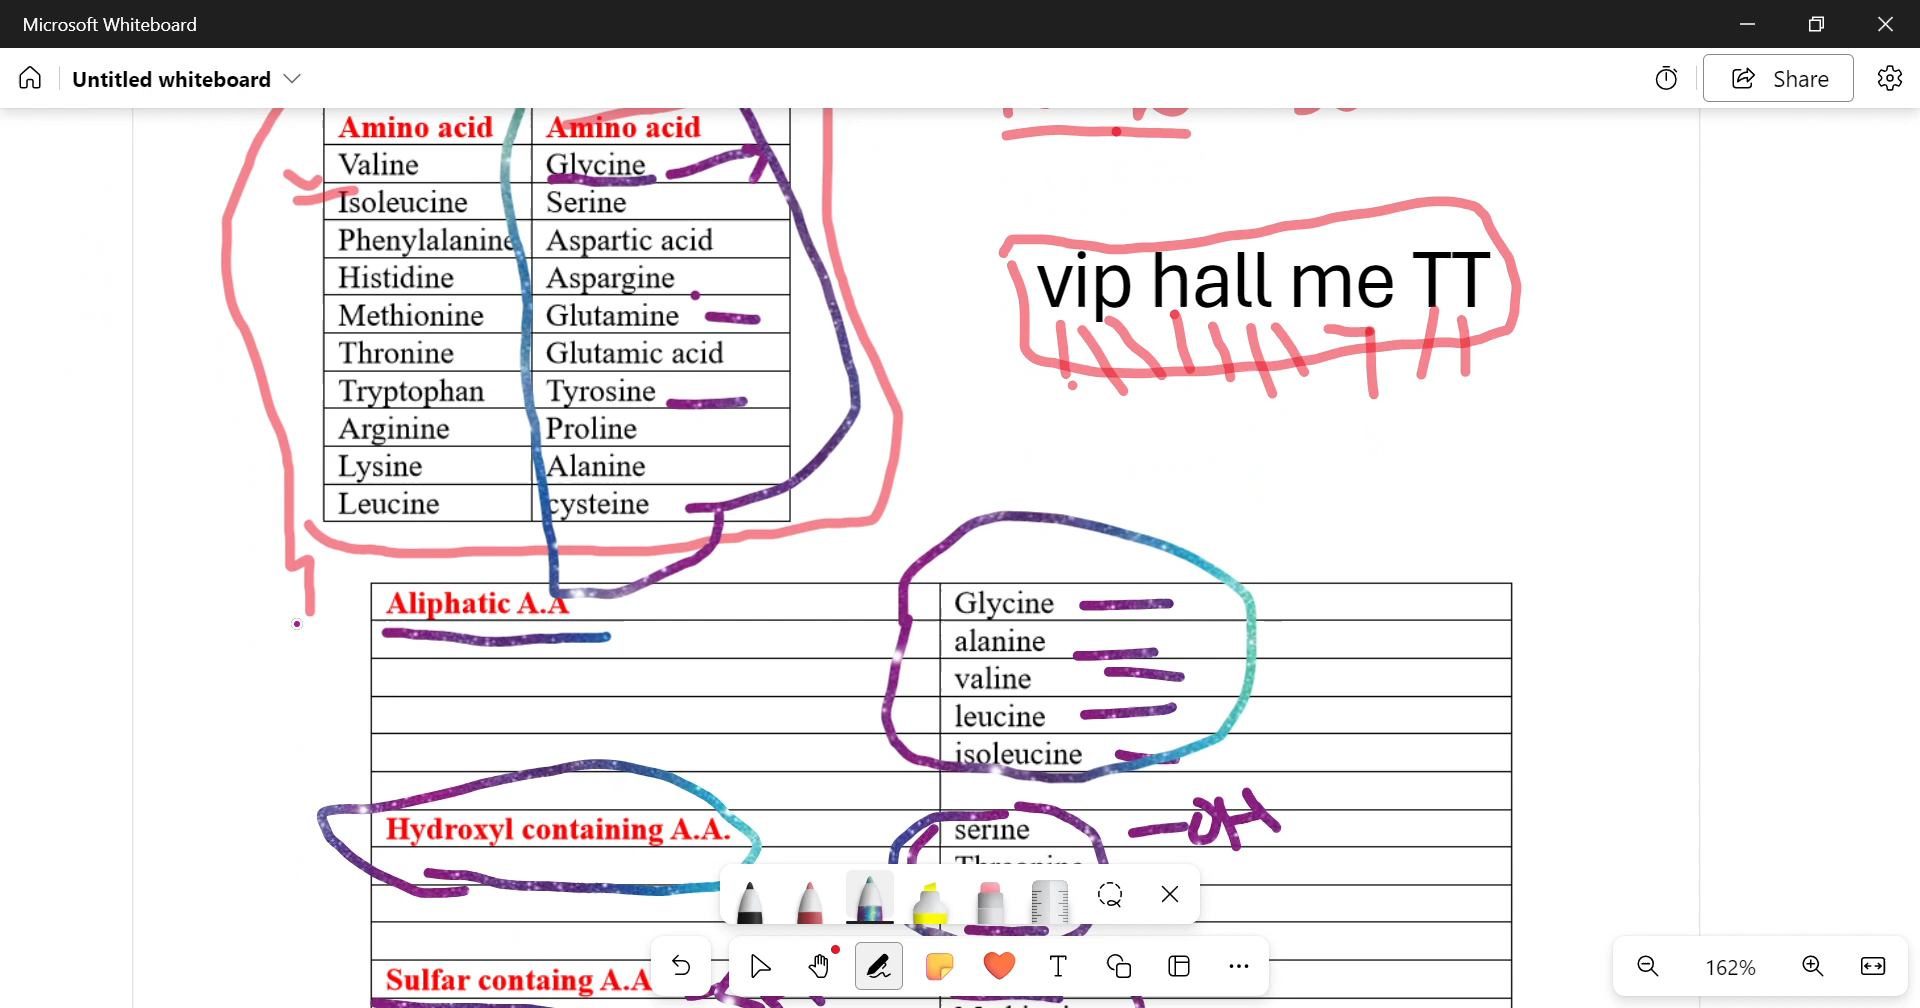 Microsoft Whiteboard
Untitled whiteboard
Share
Amino acid Amino acid
Valine Glycine
Isoleucine Serine
Phenylalanine Aspartic acid
Histidine Aspargine
Methionine Glutamine
Thronine Glutamic acid
Tryptophan Tyrosine
Arginine Proline
Lysine Alanine
Leucine cysteine
vip hall me TT
Aliphatic A.A Glycine
alanine
valine
leucine
isoleucine
Hydroxyl containing A.A. serine
-OH
Sulfar containg A.A
162%